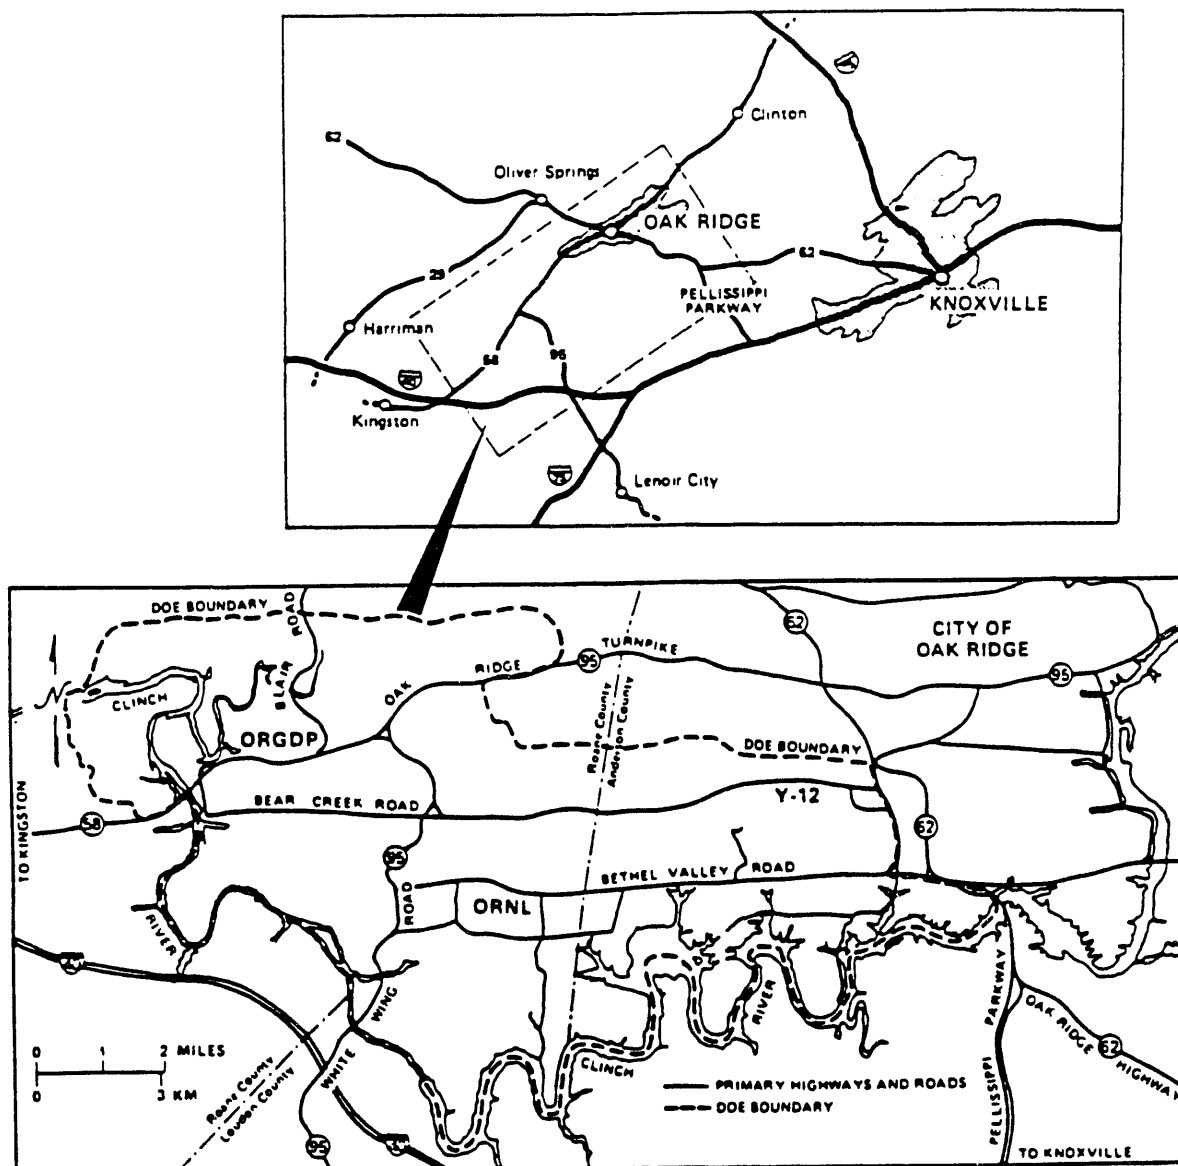 Clinton
62
Oliver Springs
OAK RIDGE
62
29
PELLISSIPPI
PARKWAY
KNOXVILLE
Harriman
58
95
40
Kingston
75
Lenoir City
DOE BOUNDARY
BLAIR ROAD
62
CITY OF
OAK RIDGE
OAK RIDGE TURNPIKE
95
95
CLINCH
N
ORGDP
Roane County
Anderson County
DOE BOUNDARY
Y-12
BEAR CREEK ROAD
58
TO KINGSTON
62
95
BETHEL VALLEY ROAD
ORNL
RIVER
WHITE WING ROAD
RIVER
CLINCH
PELLISSIPPI PARKWAY
OAK RIDGE HIGHWAY
62
0 1 2 MILES
0 3 KM
Roane County
Loudon County
PRIMARY HIGHWAYS AND ROADS
DOE BOUNDARY
95
TO KNOXVILLE